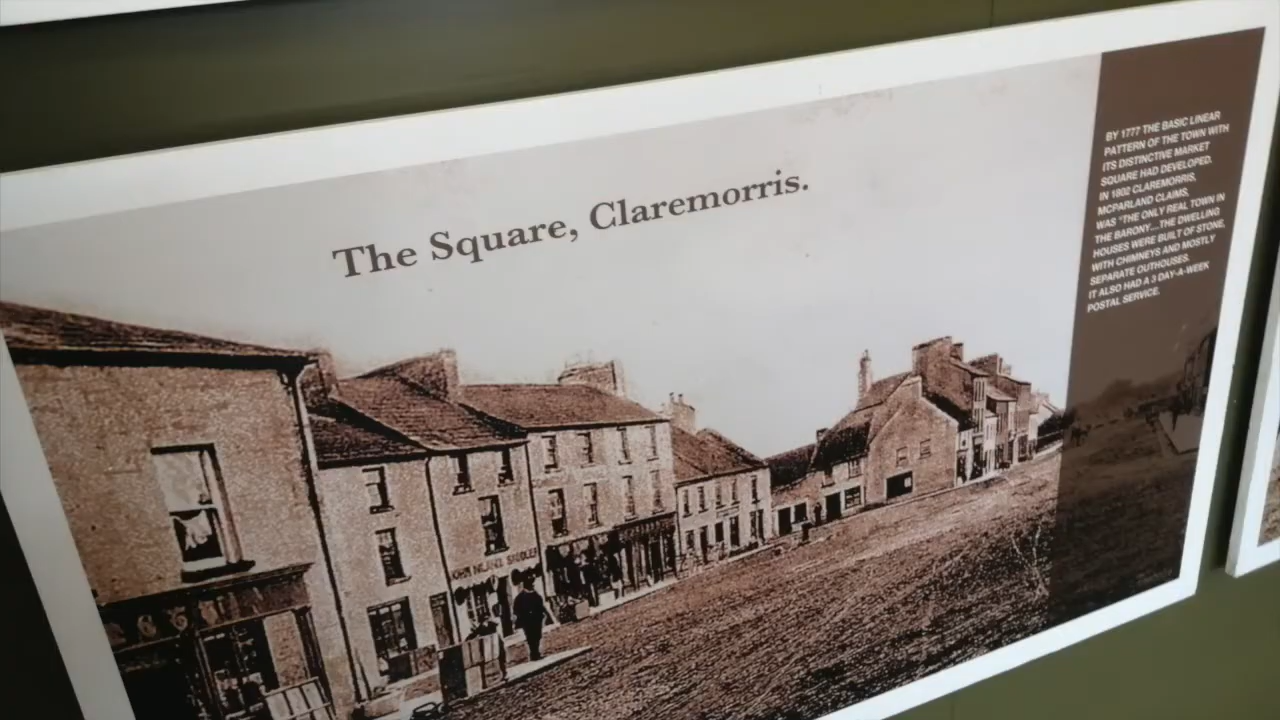 The Square, Claremorris.
BY 1777 THE BASIC LINEAR
PATTERN OF THE TOWN WITH
ITS DISTINCTIVE MARKET
SQUARE HAD DEVELOPED.
IN 1802 CLAREMORRIS,
MCPARLAND CLAIMS,
WAS "THE ONLY REAL TOWN IN
THE BARONY...THE DWELLING
HOUSES WERE BUILT OF STONE,
WITH CHIMNEYS AND MOSTLY
SEPARATE OUTHOUSES.
IT ALSO HAD A 3 DAY-A-WEEK
POSTAL SERVICE.
JOHN SADDLER